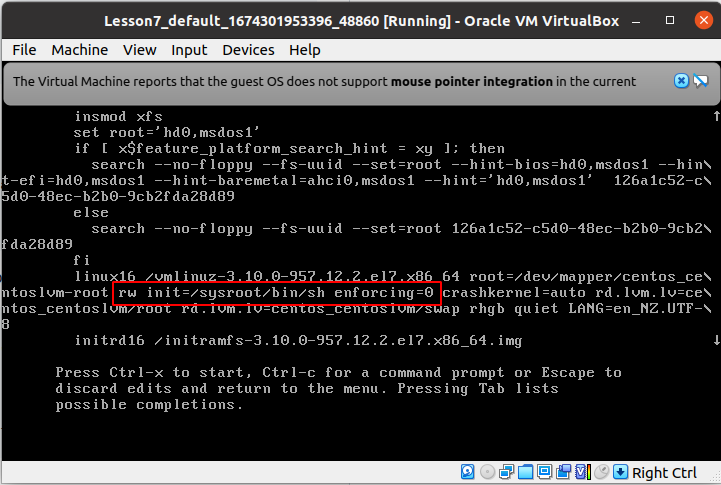 Lesson7_default_1674301953396_48860 [Running] - Oracle VM VirtualBox
File Machine View Input Devices Help
The Virtual Machine reports that the guest OS does not support mouse pointer integration in the current
insmod xfs
set root='hd0,msdos1'
if [ x$feature_platform_search_hint = xy ]; then
search --no-floppy --fs-uuid --set=root --hint-bios=hd0,msdos1 --hin\
t-efi=hd0,msdos1 --hint-baremetal=ahci0,msdos1 --hint='hd0,msdos1'  126a1c52-c\
5d0-48ec-b2b0-9cb2fda28d89
else
search --no-floppy --fs-uuid --set=root 126a1c52-c5d0-48ec-b2b0-9cb2\
fda28d89
fi
linux16 /vmlinuz-3.10.0-957.12.2.el7.x86_64 root=/dev/mapper/centos_ce\
ntoslvm-root rw init=/sysroot/bin/sh enforcing=0 crashkernel=auto rd.lvm.lv=ce\
ntos_centoslvm/root rd.lvm.lv=centos_centoslvm/swap rhgb quiet LANG=en_NZ.UTF-\
8
initrd16 /initramfs-3.10.0-957.12.2.el7.x86_64.img
Press Ctrl-x to start, Ctrl-c for a command prompt or Escape to
discard edits and return to the menu. Pressing Tab lists
possible completions.
Right Ctrl